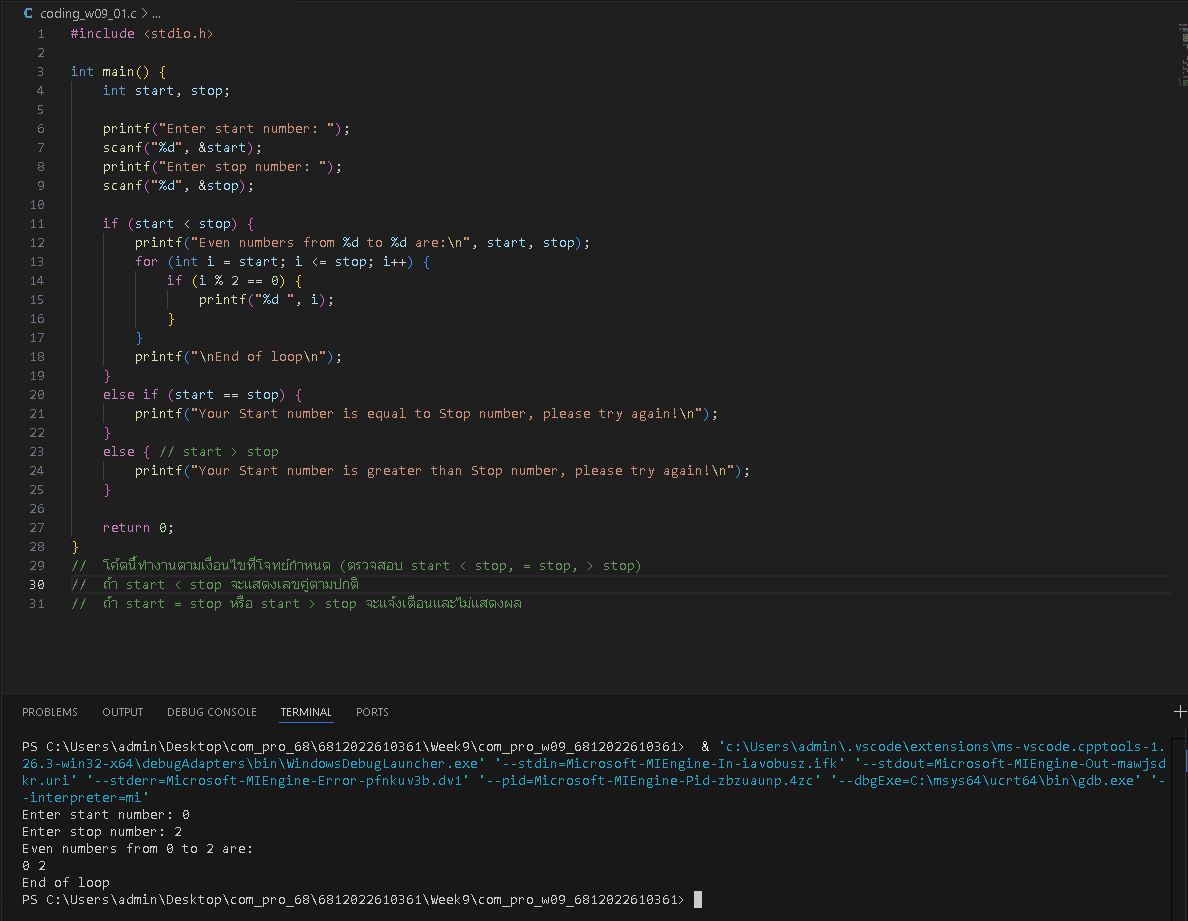 coding_w09_01.c > ...
1 #include <stdio.h>
2
3 int main() {
4 int start, stop;
5
6 printf("Enter start number: ");
7 scanf("%d", &start);
8 printf("Enter stop number: ");
9 scanf("%d", &stop);
10
11 if (start < stop) {
12 printf("Even numbers from %d to %d are:\n", start, stop);
13 for (int i = start; i <= stop; i++) {
14 if (i % 2 == 0) {
15 printf("%d ", i);
16 }
17 }
18 printf("\nEnd of loop\n");
19 }
20 else if (start == stop) {
21 printf("Your Start number is equal to Stop number, please try again!\n");
22 }
23 else { // start > stop
24 printf("Your Start number is greater than Stop number, please try again!\n");
25 }
26
27 return 0;
28 }
29 // โค้ดนี้ทำงานตามเงื่อนไขที่โจทย์กำหนด (ตรวจสอบ start < stop, = stop, > stop)
30 // ถ้า start < stop จะแสดงเลขคู่ตามปกติ
31 // ถ้า start = stop หรือ start > stop จะแจ้งเตือนและไม่แสดงผล
PROBLEMS OUTPUT DEBUG CONSOLE TERMINAL PORTS
PS C:\Users\admin\Desktop\com_pro_68\6812022610361\Week9\com_pro_w09_6812022610361> & 'c:\Users\admin\.vscode\extensions\ms-vscode.cpptools-1.
26.3-win32-x64\debugAdapters\bin\WindowsDebugLauncher.exe' '--stdin=Microsoft-MIEngine-In-iavobusz.ifk' '--stdout=Microsoft-MIEngine-Out-mawjsd
kr.uri' '--stderr=Microsoft-MIEngine-Error-pfnkuv3b.dv1' '--pid=Microsoft-MIEngine-Pid-zbzuaunp.4zc' '--dbgExe=C:\msys64\ucrt64\bin\gdb.exe' '-
-interpreter=mi'
Enter start number: 0
Enter stop number: 2
Even numbers from 0 to 2 are:
0 2
End of loop
PS C:\Users\admin\Desktop\com_pro_68\6812022610361\Week9\com_pro_w09_6812022610361>